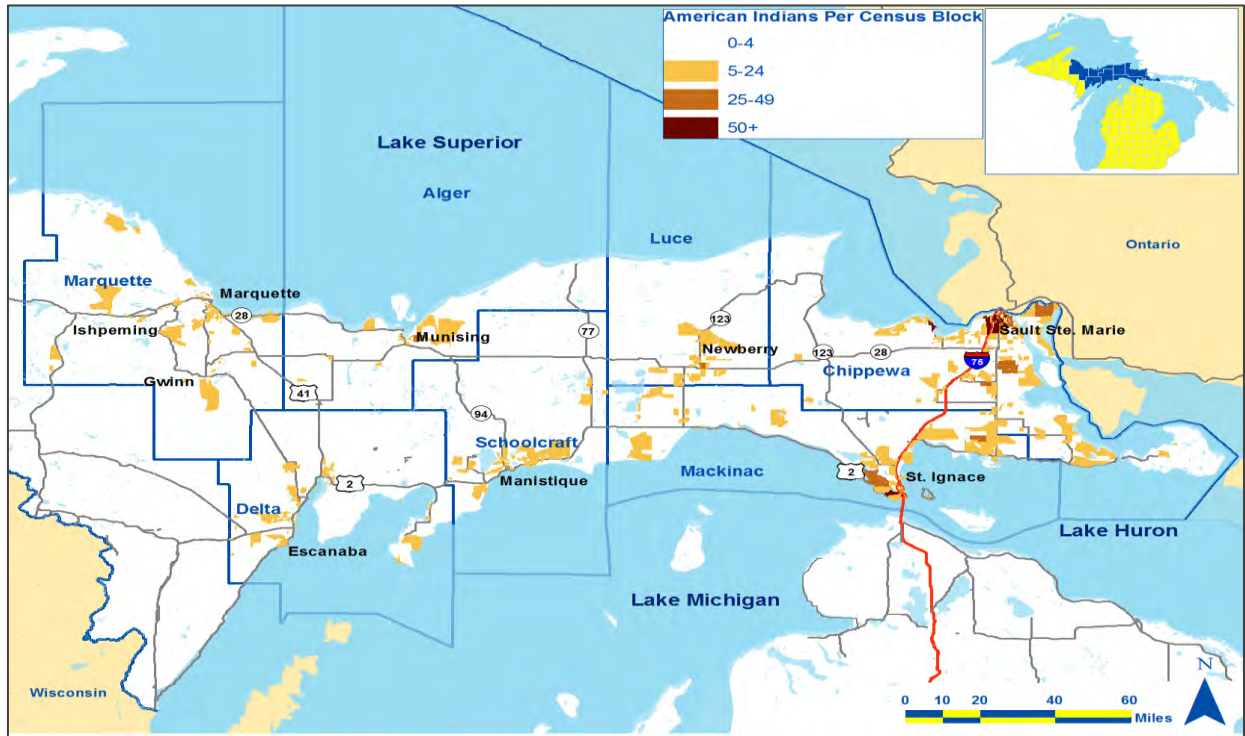 American Indians Per Census Block
0-4
5-24
25-49
50+
Lake Superior
Alger
Luce
Ontario
Marquette
Marquette
28
Ishpeming
Munising
77
123
Newberry
123
28
Sault Ste. Marie
75
Chippewa
Gwinn
41
94
Schoolcraft
Manistique
Mackinac
2
St. Ignace
2
Delta
Escanaba
Lake Huron
Lake Michigan
Wisconsin
N
0 10 20 40 60
Miles